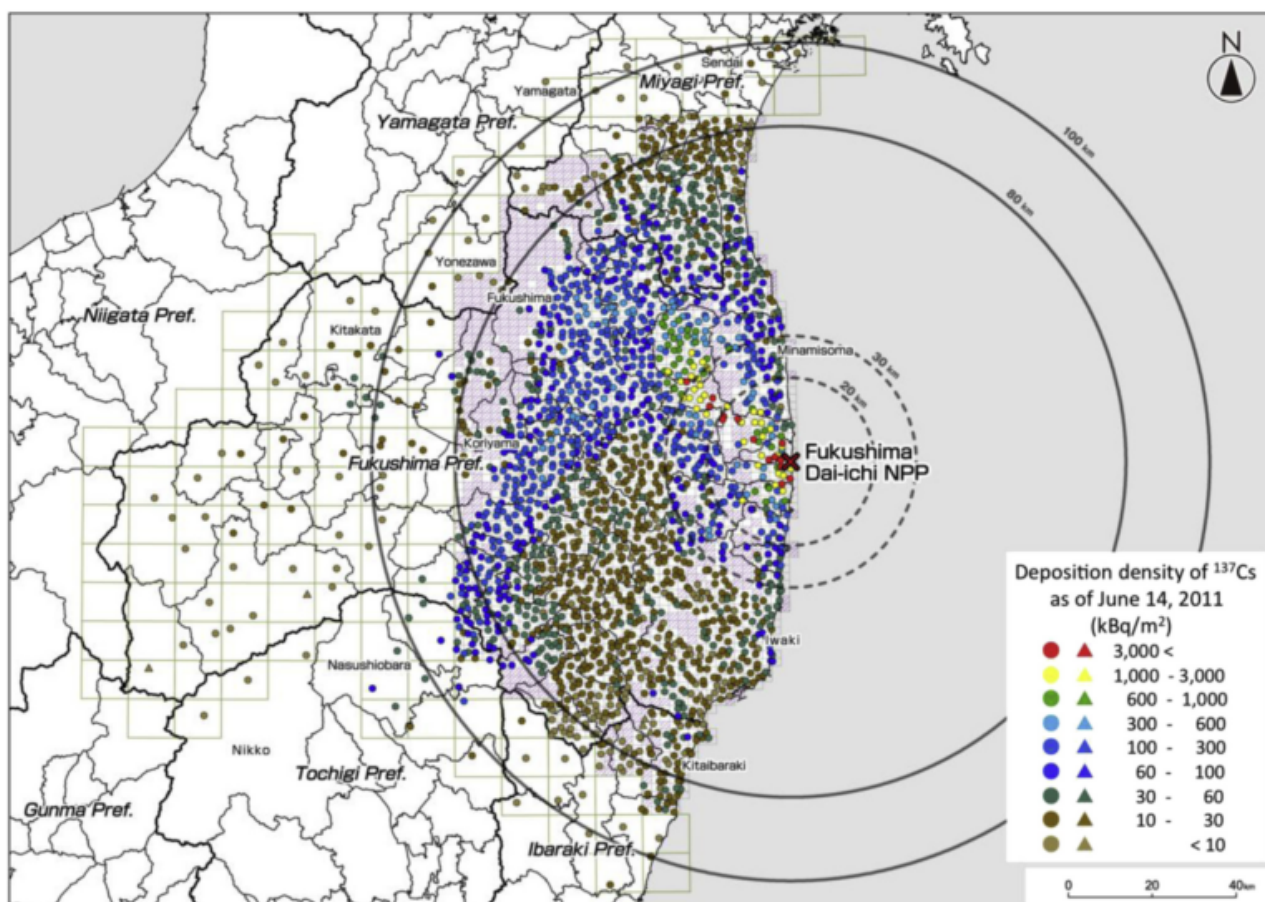 N
Sendai
Miyagi Pref.
Yamagata
Yamagata Pref.
100 km
80 km
Yonezawa
Fukushima
Niigata Pref.
Kitakata
Minamisoma
30 km
20 km
Koriyama
Fukushima Pref.
Fukushima
Dai-ichi NPP
Iwaki
Nasushiobara
Nikko
Tochigi Pref.
Kitaibaraki
Gunma Pref.
Ibaraki Pref.
Deposition density of ¹³⁷Cs
as of June 14, 2011
(kBq/m²)
3,000 <
1,000 - 3,000
600 - 1,000
300 - 600
100 - 300
60 - 100
30 - 60
10 - 30
< 10
0 20 40km